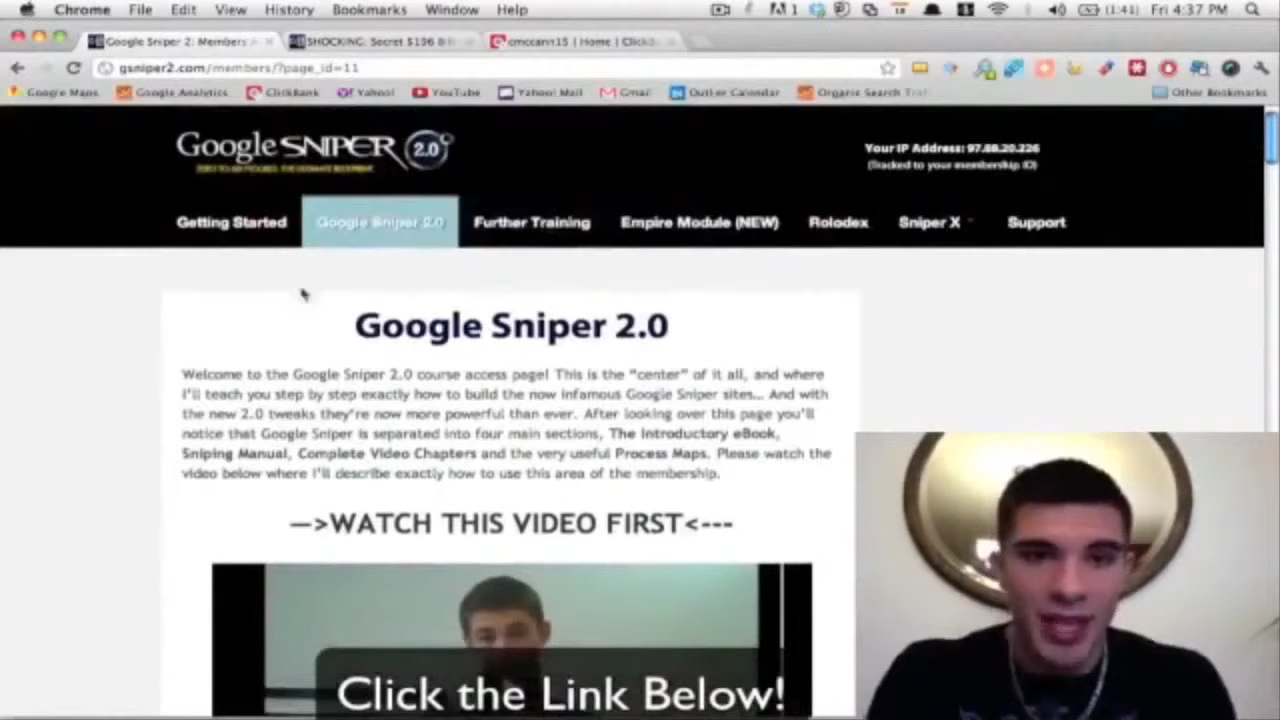 Chrome File Edit View History Bookmarks Window Help 1 (1:41) Fri 4:37 PM
Google Sniper 2: Members SHOCKING: Secret $196 cmccann15 | Home |
gsniper2.com/members/?page_id=11
Google Maps Google Analytics ClickBank Yahoo! YouTube Yahoo! Mail Gmail Outlier Calendar Organic Search Other Bookmarks
Google SNIPER 2.0
Your IP Address: 97.88.20.226
(Tracked to your membership ID)
Getting Started Google Sniper 2.0 Further Training Empire Module (NEW) Rolodex Sniper X Support
Google Sniper 2.0
Welcome to the Google Sniper 2.0 course access page! This is the "center" of it all, and where
I'll teach you step by step exactly how to build the now infamous Google Sniper sites... And with
the new 2.0 tweaks they're now more powerful than ever. After looking over this page you'll
notice that Google Sniper is separated into four main sections, The Introductory eBook,
Sniping Manual, Complete Video Chapters and the very useful Process Maps. Please watch the
video below where I'll describe exactly how to use this area of the membership.
—>WATCH THIS VIDEO FIRST<---
Click the Link Below!